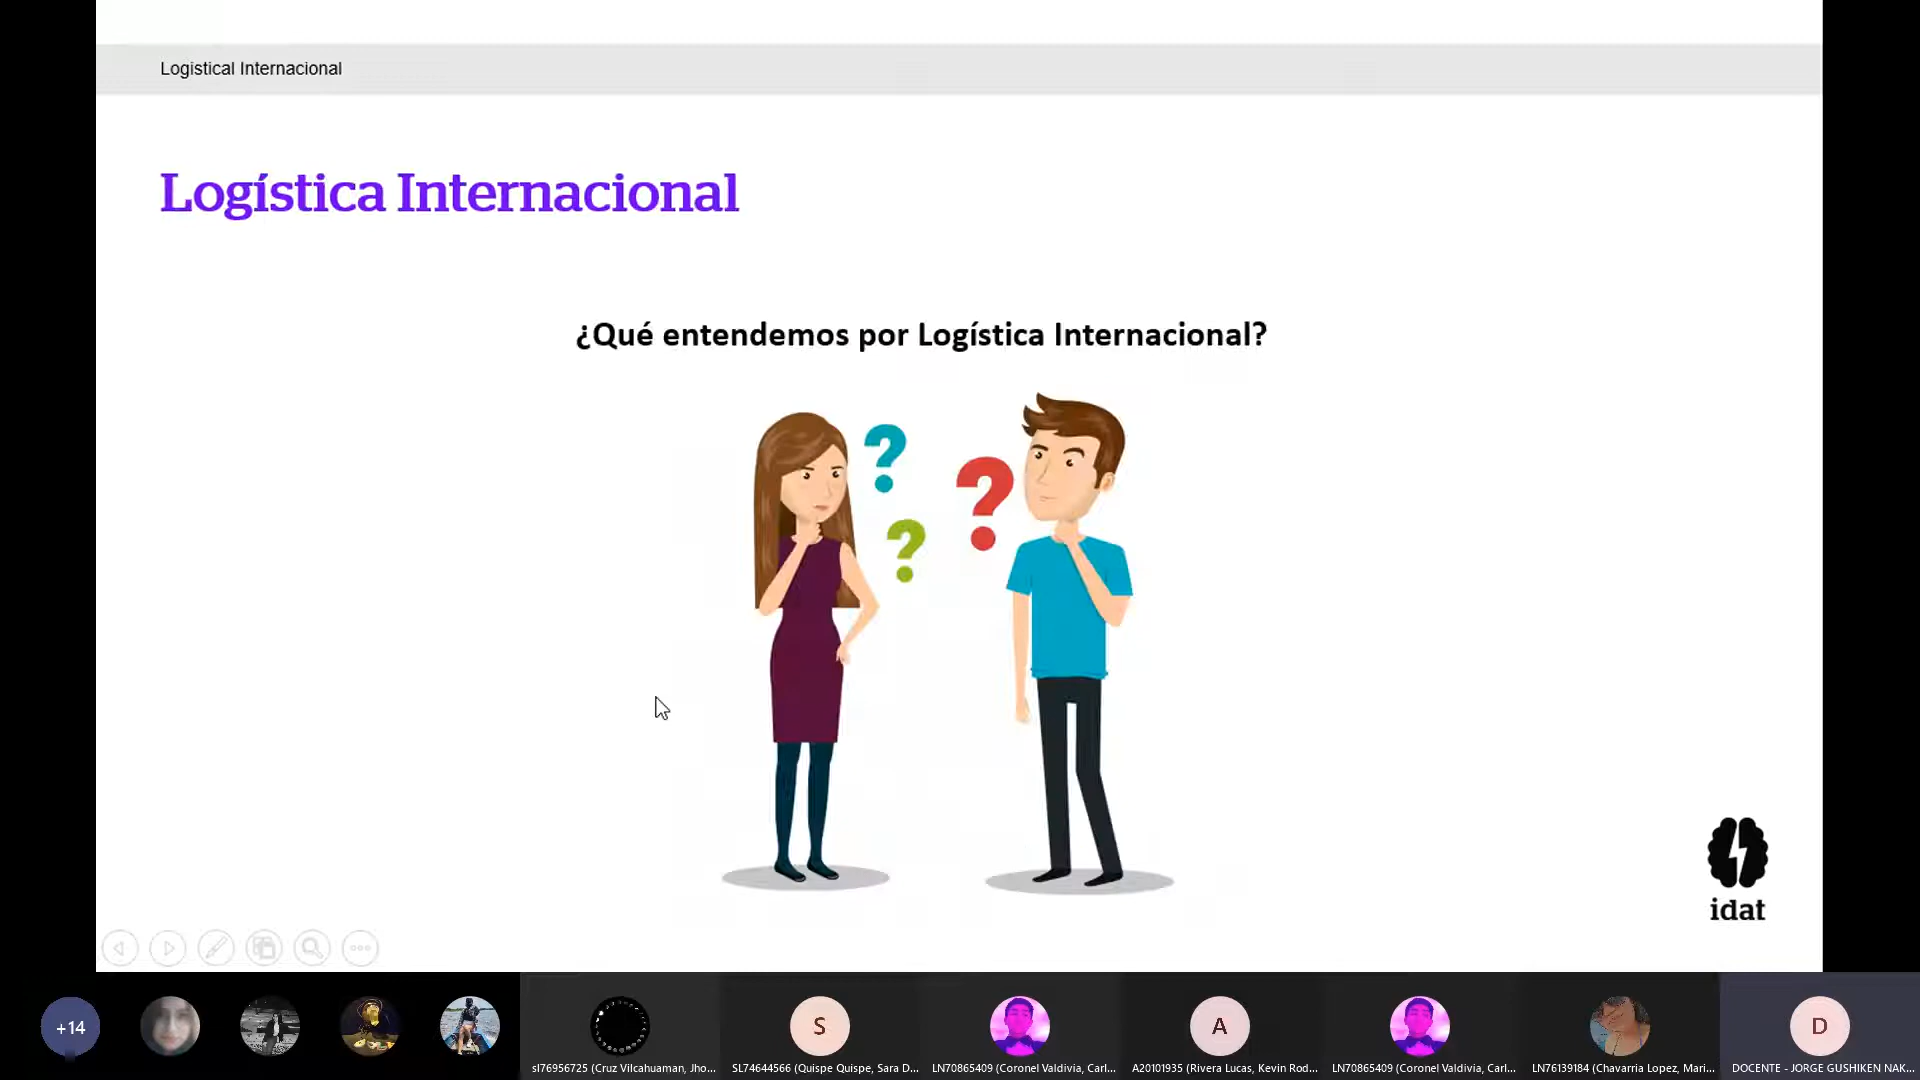 Logistical Internacional
Logística Internacional
¿Qué entendemos por Logística Internacional?
?
?
?
idat
+14
S
A
D
sl76956725 (Cruz Vilcahuaman, Jho...
SL74644566 (Quispe Quispe, Sara D...
LN70865409 (Coronel Valdivia, Carl...
A20101935 (Rivera Lucas, Kevin Rod...
LN70865409 (Coronel Valdivia, Carl...
LN76139184 (Chavarria Lopez, Mari...
DOCENTE - JORGE GUSHIKEN NAK...